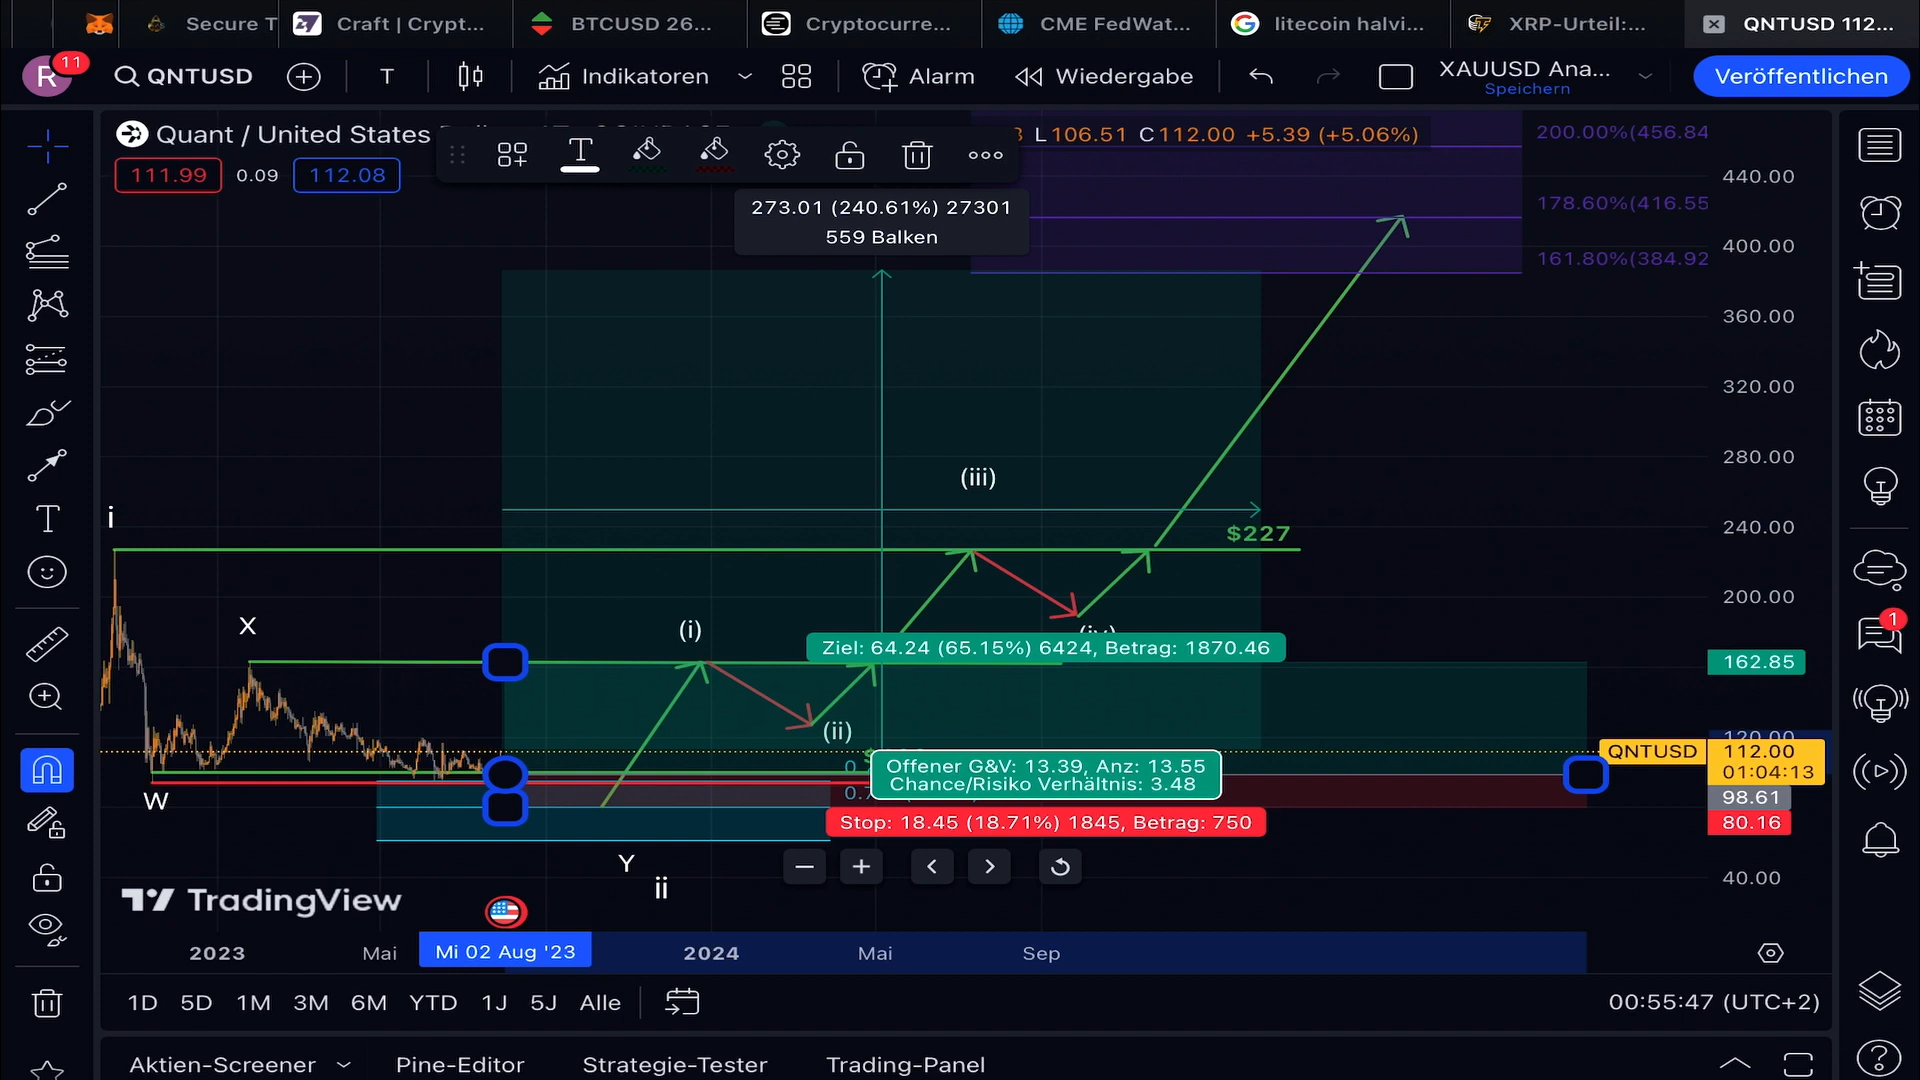 Secure T
Craft | Crypt...
BTCUSD 26...
Cryptocurre...
CME FedWat...
litecoin halvi...
XRP-Urteil:...
QNTUSD 112...
R
11
QNTUSD
T
Indikatoren
Alarm
Wiedergabe
XAUUSD Ana...
Speichern
Veröffentlichen
Quant / United States
L106.51 C112.00 +5.39 (+5.06%)
111.99
0.09
112.08
273.01 (240.61%) 27301
559 Balken
200.00%(456.84
178.60%(416.55
161.80%(384.92
440.00
400.00
360.00
320.00
280.00
240.00
200.00
162.85
120.00
QNTUSD
112.00
01:04:13
98.61
80.16
40.00
i
X
W
(i)
(ii)
(iii)
$227
Ziel: 64.24 (65.15%) 6424, Betrag: 1870.46
Offener G&V: 13.39, Anz: 13.55
Chance/Risiko Verhältnis: 3.48
Stop: 18.45 (18.71%) 1845, Betrag: 750
Y
ii
TradingView
2023
Mai
Mi 02 Aug '23
2024
Mai
Sep
1D
5D
1M
3M
6M
YTD
1J
5J
Alle
00:55:47 (UTC+2)
Aktien-Screener
Pine-Editor
Strategie-Tester
Trading-Panel
1